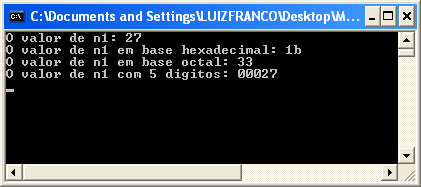 C:\Documents and Settings\LUIZFRANCO\Desktop\M...
O valor de n1: 27
O valor de n1 em base hexadecimal: 1b
O valor de n1 em base octal: 33
O valor de n1 com 5 digitos: 00027